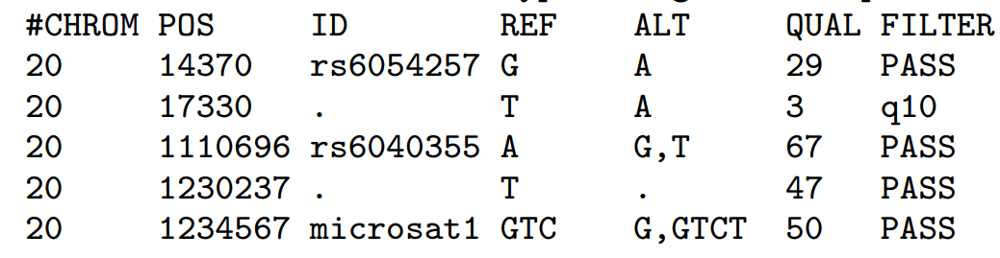 #CHROM POS ID REF ALT QUAL FILTER
20 14370 rs6054257 G A 29 PASS
20 17330 . T A 3 q10
20 1110696 rs6040355 A G,T 67 PASS
20 1230237 . T . 47 PASS
20 1234567 microsat1 GTC G,GTCT 50 PASS